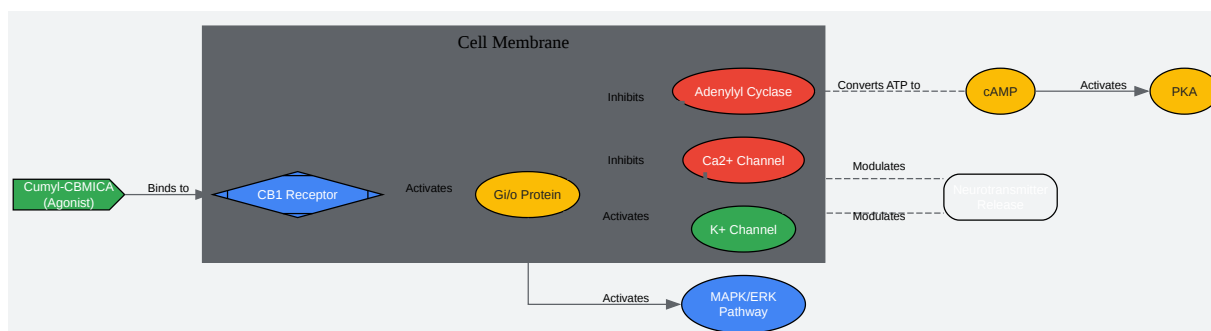 Cell Membrane
Adenylyl Cyclase
Converts ATP to
cAMP
Activates
PKA
Inhibits
Inhibits
Ca2+ Channel
Modulates
Cumyl-CBMICA
(Agonist)
Binds to
CB1 Receptor
Activates
Gi/o Protein
Neurotransmitter
Release
Activates
K+ Channel
Modulates
Activates
MAPK/ERK
Pathway